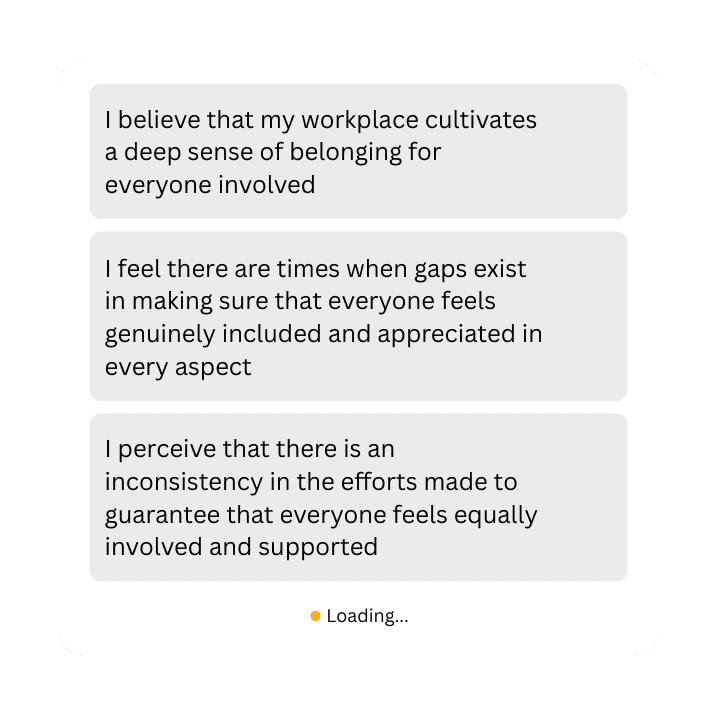 I believe that my workplace cultivates
a deep sense of belonging for
everyone involved
I feel there are times when gaps exist
in making sure that everyone feels
genuinely included and appreciated in
every aspect
I perceive that there is an
inconsistency in the efforts made to
guarantee that everyone feels equally
involved and supported
Loading...